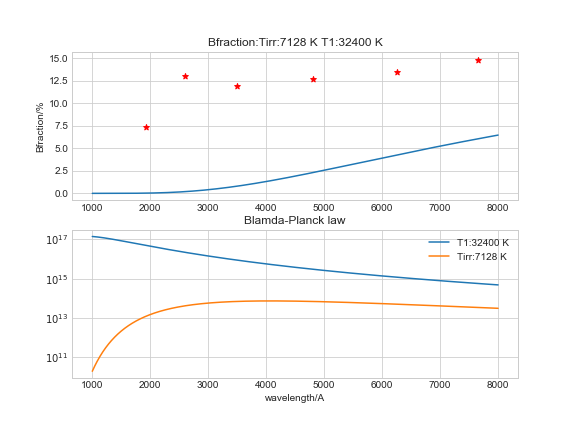 Bfraction:Tirr:7128 K T1:32400 K
15.0
12.5
10.0
7.5
5.0
2.5
0.0
Bfraction/%
1000 2000 3000 4000 5000 6000 7000 8000
Blamda-Planck law
10^17
10^15
10^13
10^11
T1:32400 K
Tirr:7128 K
1000 2000 3000 4000 5000 6000 7000 8000
wavelength/A